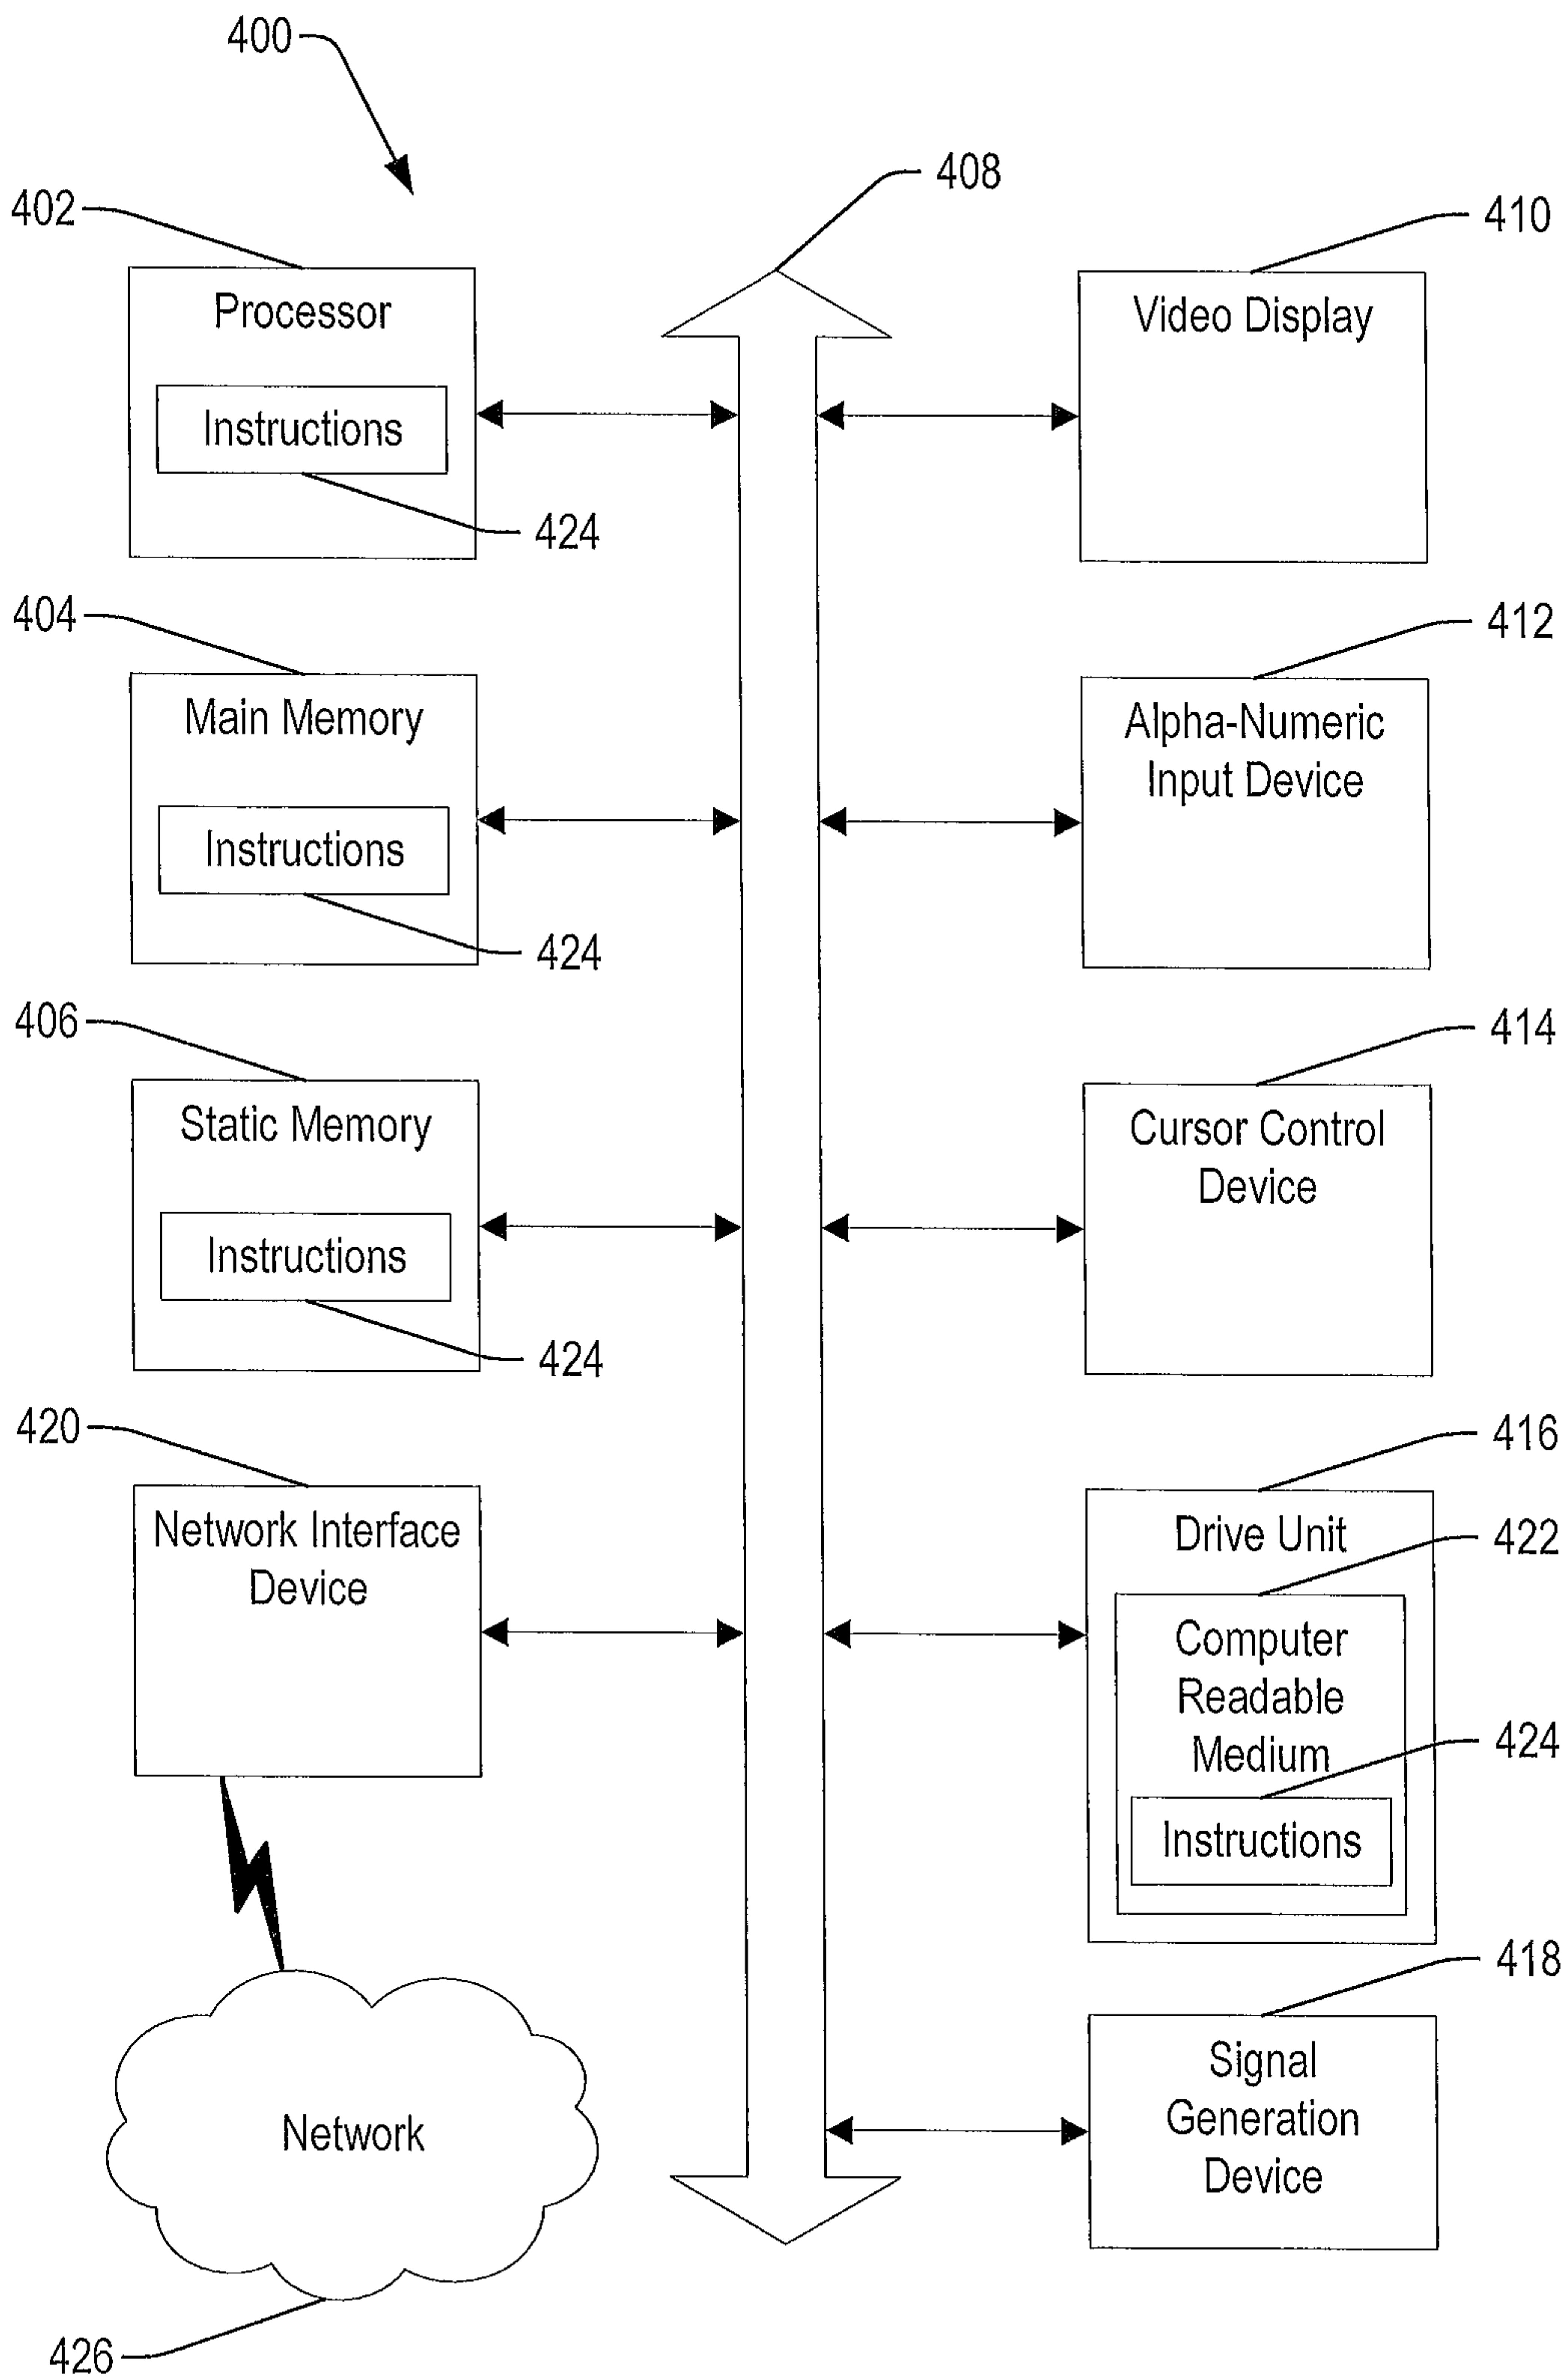 400
408
402
410
Processor
Instructions
424
Video Display
404
412
Main Memory
Instructions
424
Alpha-Numeric
Input Device
406
414
Static Memory
Instructions
424
Cursor Control
Device
420
416
Network Interface
Device
Drive Unit
422
Computer
Readable
Medium
424
Instructions
418
Signal
Generation
Device
Network
426